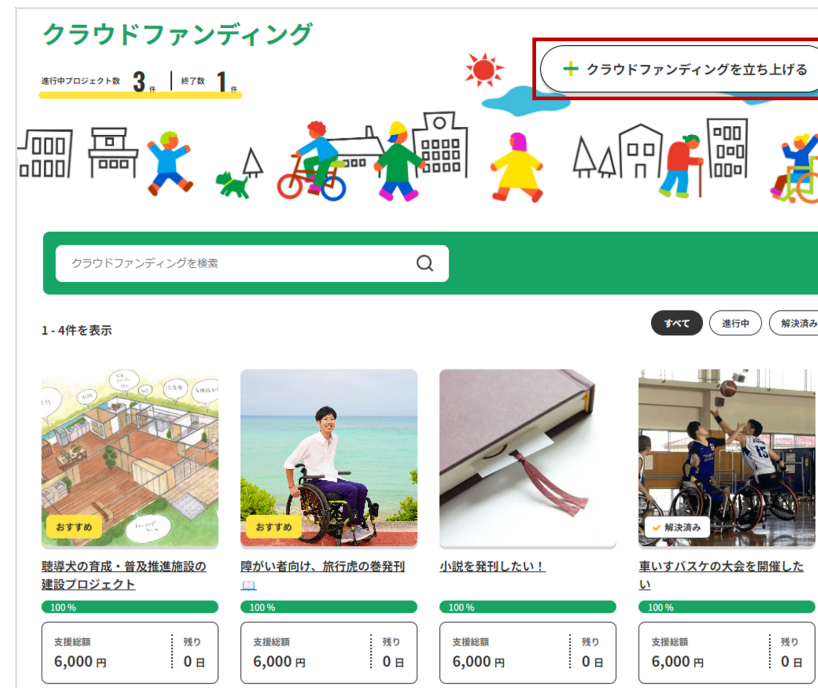 クラウドファンディング
進行中プロジェクト数 3 件 終了数 1 件
+ クラウドファンディングを立ち上げる
クラウドファンディングを検索
1 - 4件を表示
すべて 進行中 解決済み
おすすめ
おすすめ
解決済み
聴導犬の育成・普及推進施設の
建設プロジェクト
障がい者向け、旅行虎の巻発刊
小説を発刊したい！
車いすバスケの大会を開催した
い
100 %
100 %
100 %
100 %
支援総額 残り
6,000 円 0 日
支援総額 残り
6,000 円 0 日
支援総額 残り
6,000 円 0 日
支援総額 残り
6,000 円 0 日